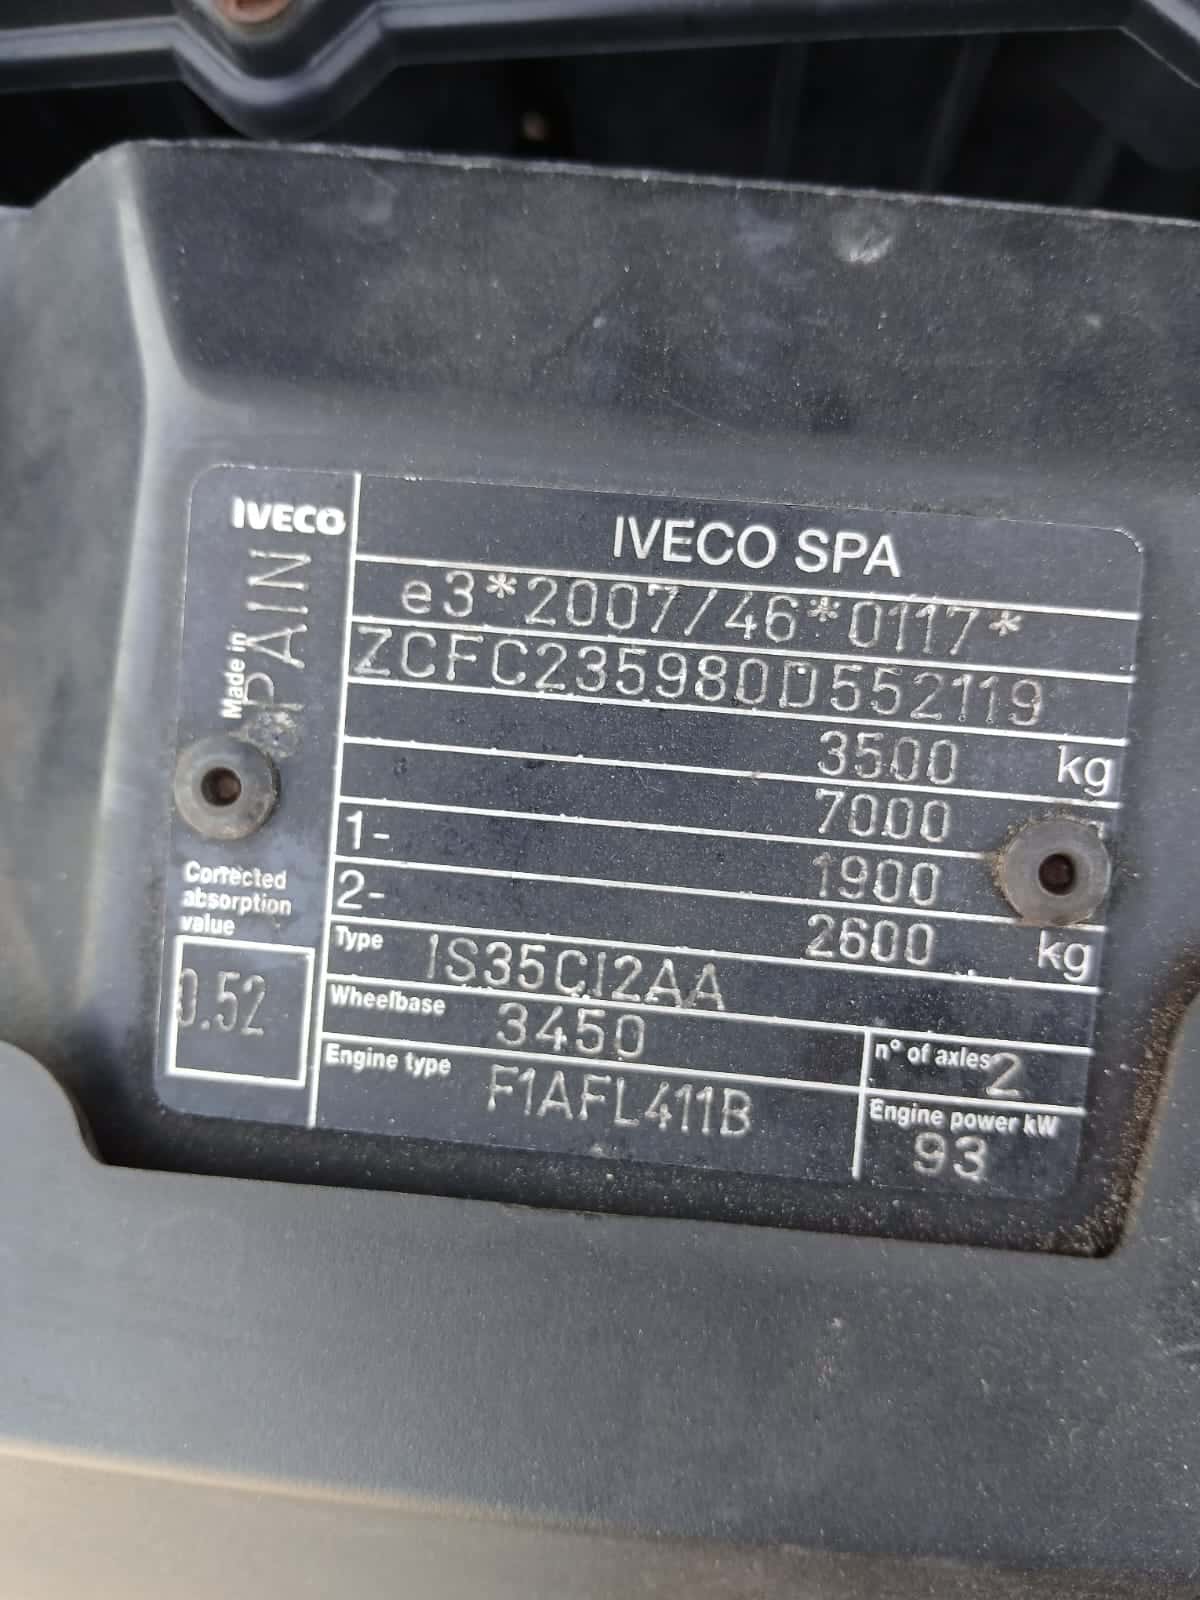 IVECO
IVECO SPA
Made in SPAIN
e3*2007/46*0117*
ZCFC235980D552119
3500 kg
7000
1- 1900
2- 2600 kg
Corrected
absorption
value
0.52
Type IS35CI2AA
Wheelbase 3450
n° of axles 2
Engine type F1AFL411B
Engine power kW
93